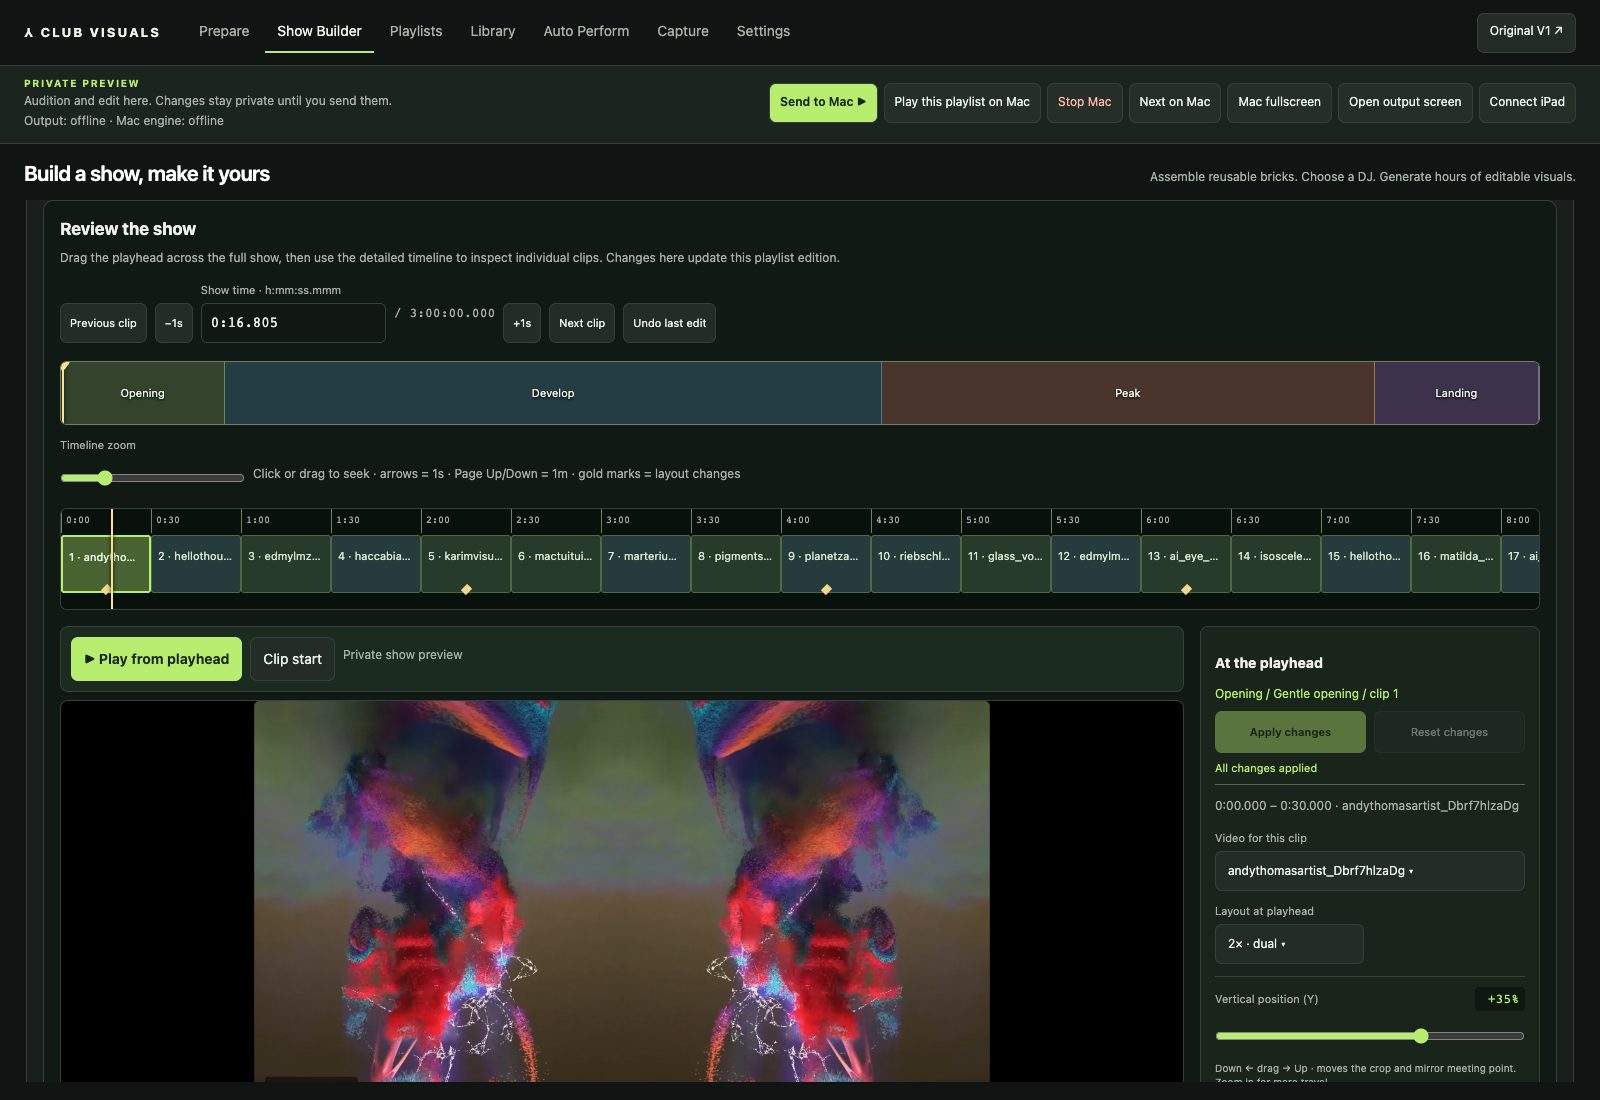 ⅄ CLUB VISUALS
Prepare
Show Builder
Playlists
Library
Auto Perform
Capture
Settings
Original V1 ↗
PRIVATE PREVIEW
Audition and edit here. Changes stay private until you send them.
Output: offline · Mac engine: offline
Send to Mac ▶
Play this playlist on Mac
Stop Mac
Next on Mac
Mac fullscreen
Open output screen
Connect iPad
Build a show, make it yours
Assemble reusable bricks. Choose a DJ. Generate hours of editable visuals.
Review the show
Drag the playhead across the full show, then use the detailed timeline to inspect individual clips. Changes here update this playlist edition.
Show time · h:mm:ss.mmm
Previous clip
−1s
0:16.805
/ 3:00:00.000
+1s
Next clip
Undo last edit
Opening
Develop
Peak
Landing
Timeline zoom
Click or drag to seek · arrows = 1s · Page Up/Down = 1m · gold marks = layout changes
0:00
0:30
1:00
1:30
2:00
2:30
3:00
3:30
4:00
4:30
5:00
5:30
6:00
6:30
7:00
7:30
8:00
1 · andytho...
2 · hellothou...
3 · edmylmz...
4 · haccabia...
5 · karimvisu...
6 · mactuitui...
7 · marteriu...
8 · pigments...
9 · planetza...
10 · riebschl...
11 · glass_vo...
12 · edmylm...
13 · ai_eye_...
14 · isoscele...
15 · hellotho...
16 · matilda_...
17 · ai
▶ Play from playhead
Clip start
Private show preview
At the playhead
Opening / Gentle opening / clip 1
Apply changes
Reset changes
All changes applied
0:00.000 – 0:30.000 · andythomasartist_Dbrf7hlzaDg
Video for this clip
andythomasartist_Dbrf7hlzaDg ▾
Layout at playhead
2× · dual ▾
Vertical position (Y)
+35%
Down ← drag → Up · moves the crop and mirror meeting point.
Zoom in for more travel